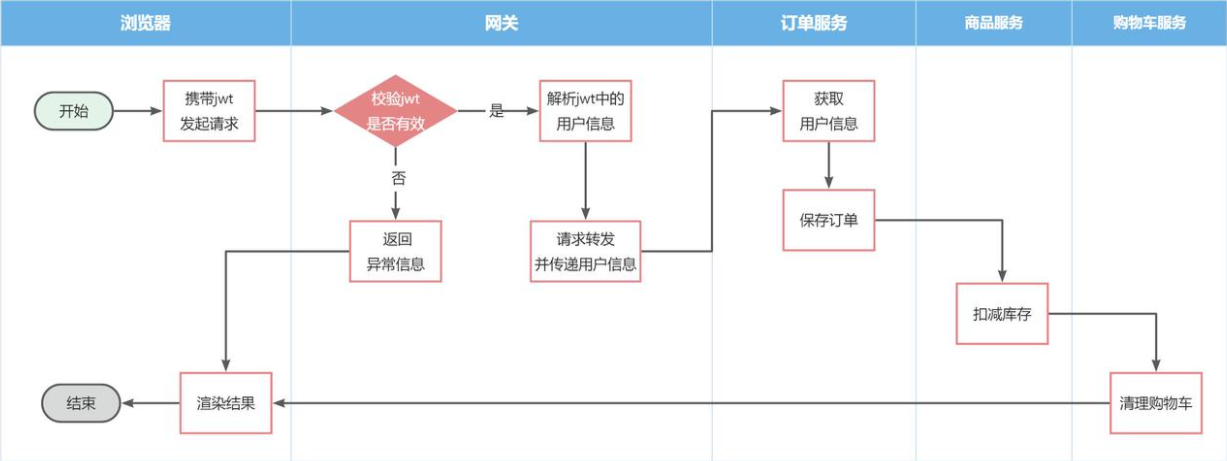 浏览器
网关
订单服务
商品服务
购物车服务
开始
携带jwt
发起请求
校验jwt
是否有效
是
解析jwt中的
用户信息
获取
用户信息
否
保存订单
返回
异常信息
请求转发
并传递用户信息
扣减库存
结束
渲染结果
清理购物车